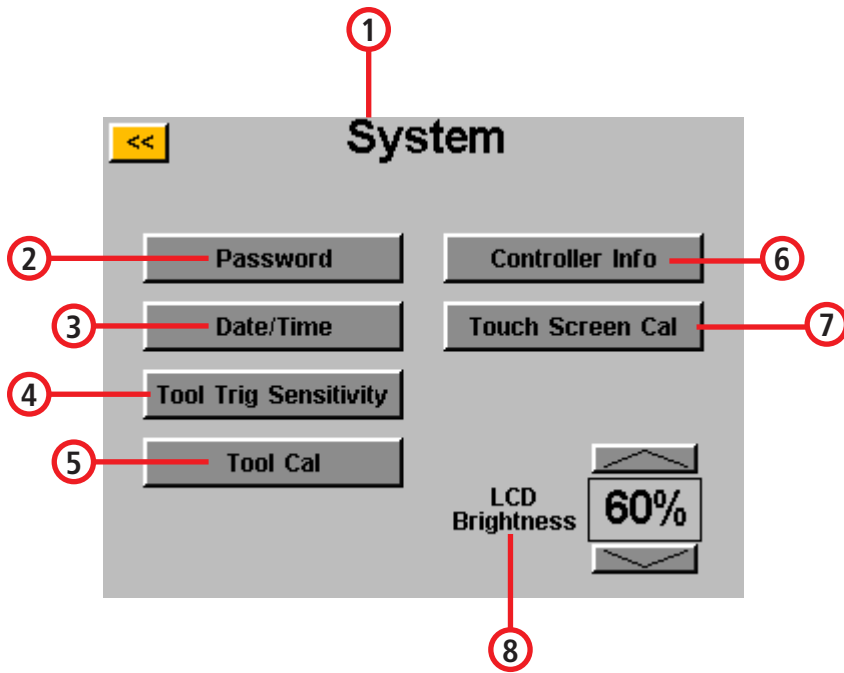 1
<<
System
2
Password
Controller Info
6
3
Date/Time
Touch Screen Cal
7
4
Tool Trig Sensitivity
5
Tool Cal
LCD
Brightness
60%
8